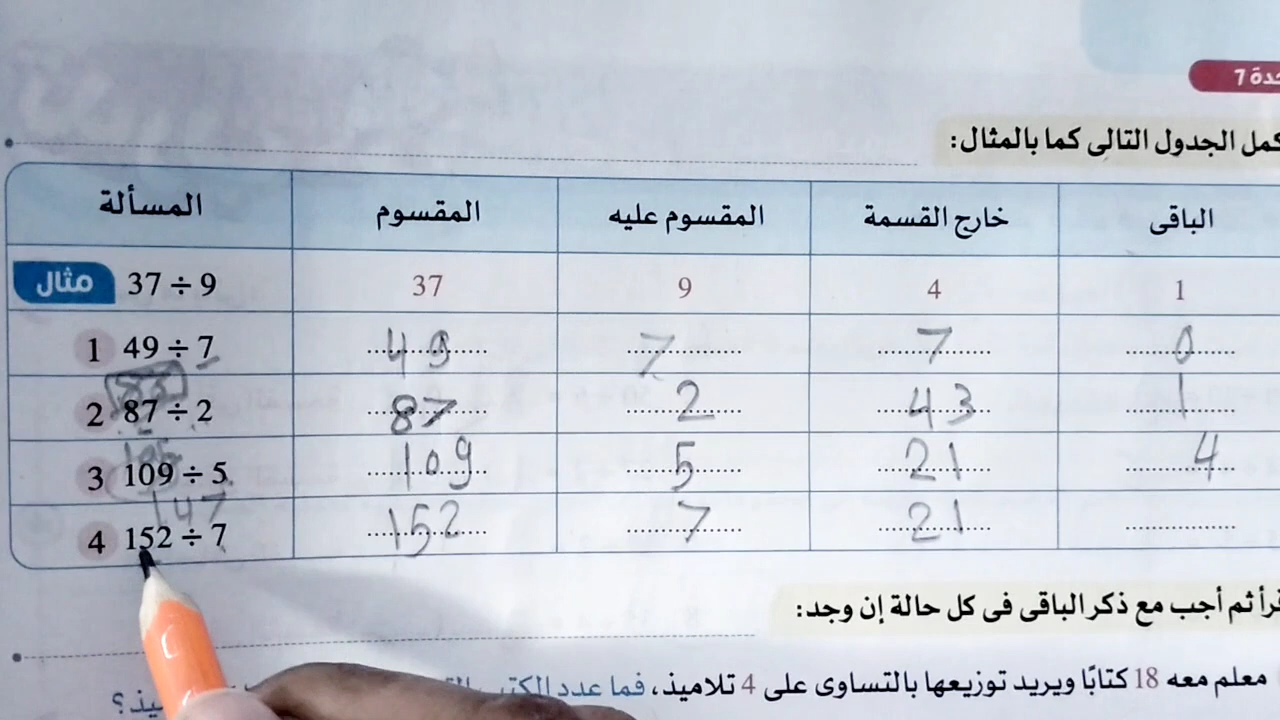 7
كمل الجدول التالى كما بالمثال:
المسألة المقسوم المقسوم عليه خارج القسمة الباقى
مثال 37 ÷ 9 37 9 4 1
1 49 ÷ 7 49 7 7 0
2 87 ÷ 2 87 2 43 1
105
3 109 ÷ 5 109 5 21 4
147
4 152 ÷ 7 152 7 21
ثم أجب مع ذكر الباقى فى كل حالة إن وجد:
معلم معه 18 كتابًا ويريد توزيعها بالتساوى على 4 تلاميذ، فما عدد الكتب